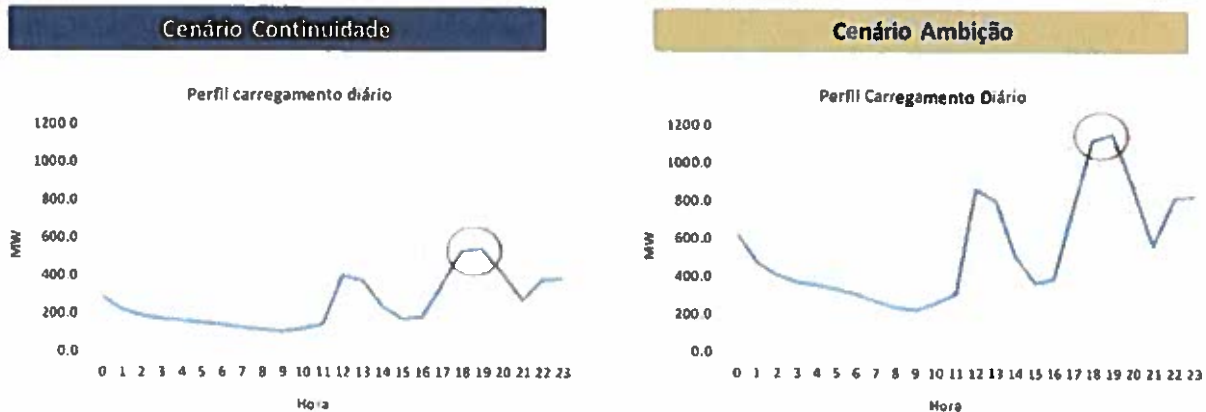 Cenário Continuidade
Perfil carregamento diário
1200.0
1000.0
800.0
600.0
400.0
200.0
0.0
MW
0 1 2 3 4 5 6 7 8 9 10 11 12 13 14 15 16 17 18 19 20 21 22 23
Hora
Cenário Ambição
Perfil Carregamento Diário
1200.0
1000.0
800.0
600.0
400.0
200.0
0.0
MW
0 1 2 3 4 5 6 7 8 9 10 11 12 13 14 15 16 17 18 19 20 21 22 23
Hora